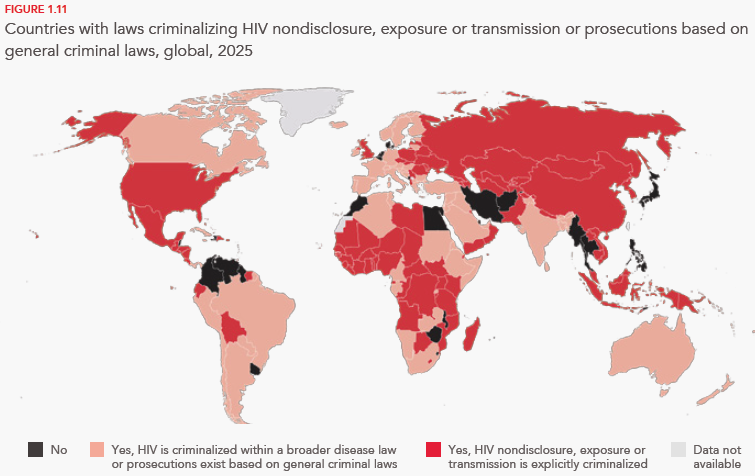 FIGURE 1.11
Countries with laws criminalizing HIV nondisclosure, exposure or transmission or prosecutions based on
general criminal laws, global, 2025
No
Yes, HIV is criminalized within a broader disease law
or prosecutions exist based on general criminal laws
Yes, HIV nondisclosure, exposure or
transmission is explicitly criminalized
Data not
available